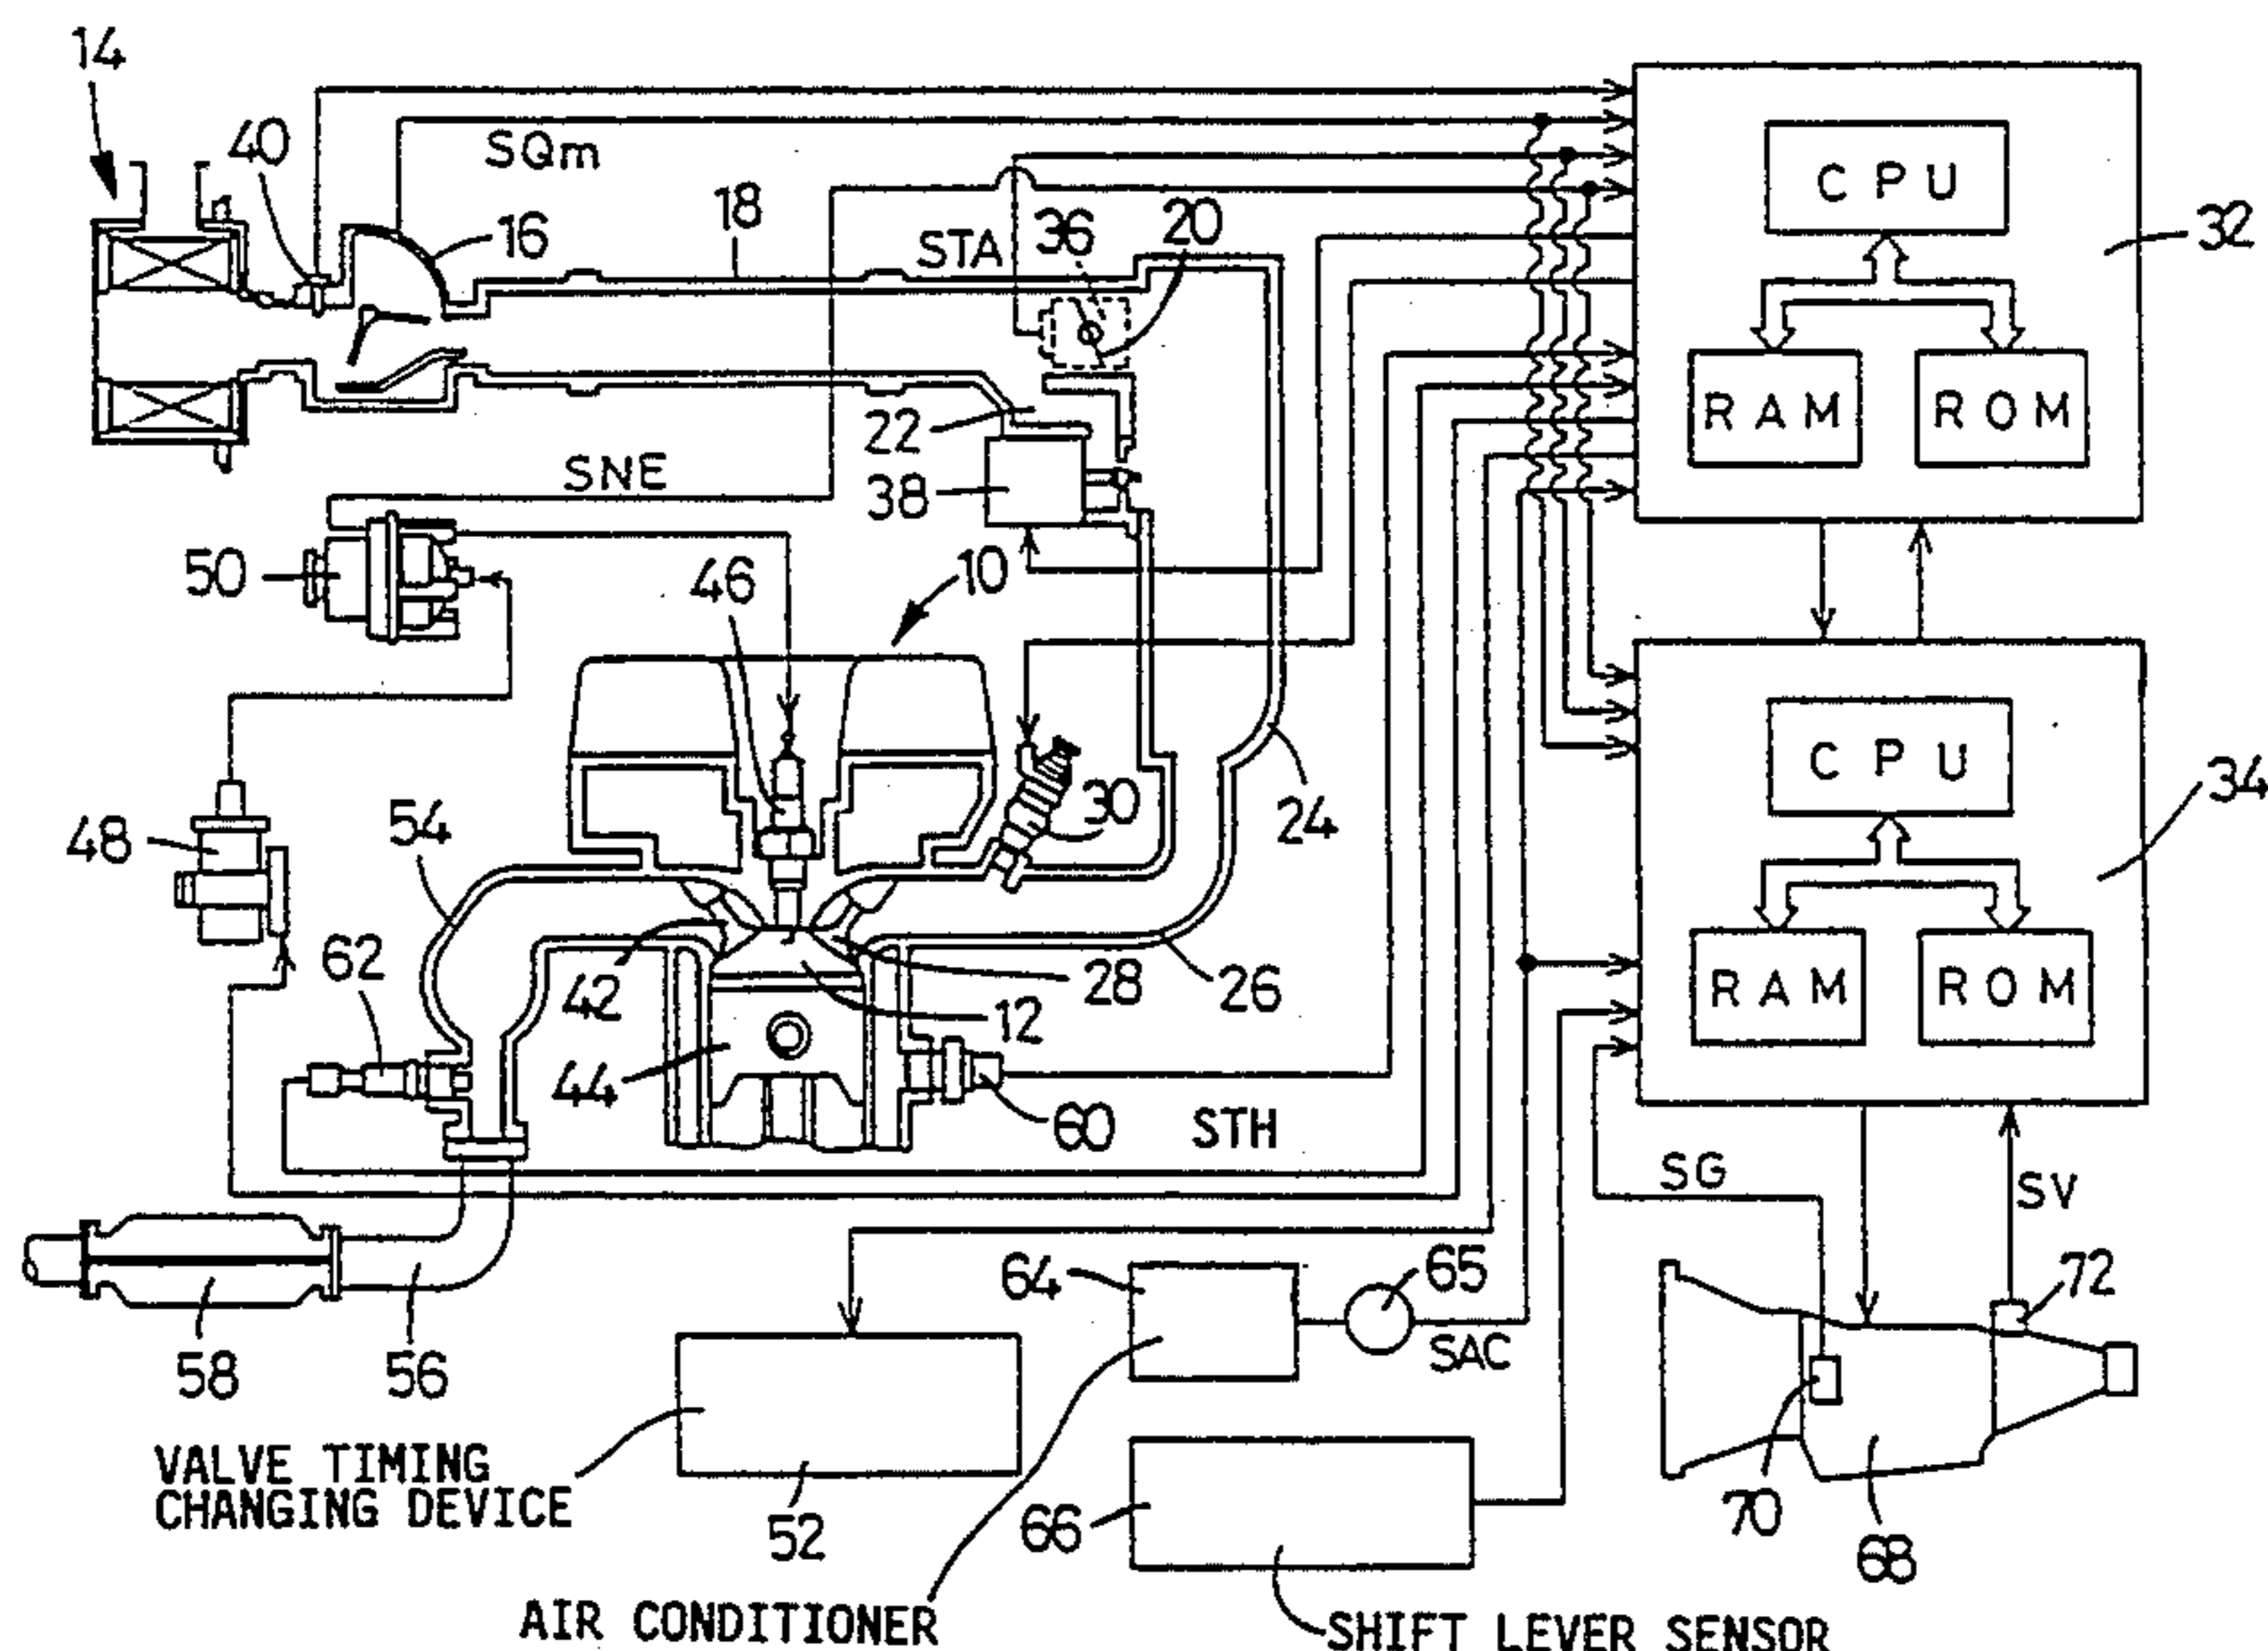 14
40
SQm
16
18
STA
36
20
CPU
32
RAM
ROM
22
38
SNE
50
46
10
CPU
34
30
24
54
48
RAM
ROM
62
42
28
26
12
44
60
STH
SG
SV
64
65
72
SAC
58
56
VALVE TIMING
CHANGING DEVICE
52
66
70
68
AIR CONDITIONER
SHIFT LEVER SENSOR